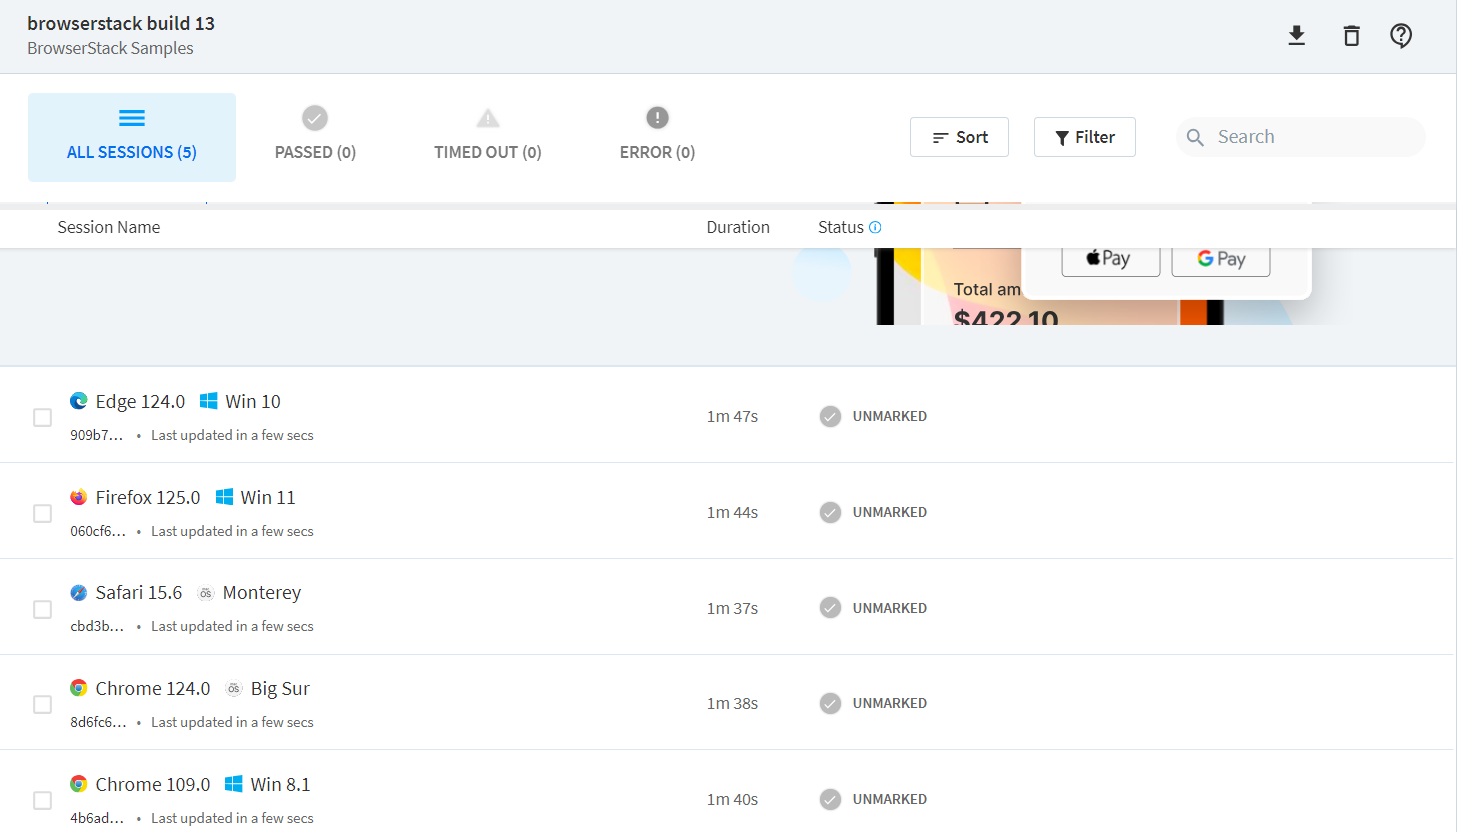 browserstack build 13
BrowserStack Samples
ALL SESSIONS (5)
PASSED (0)
TIMED OUT (0)
ERROR (0)
Sort
Filter
Search
Session Name
Duration
Status
Pay
G Pay
Total am
$422.10
Edge 124.0 Win 10
1m 47s
UNMARKED
909b7... • Last updated in a few secs
Firefox 125.0 Win 11
1m 44s
UNMARKED
060cf6... • Last updated in a few secs
Safari 15.6 macOS Monterey
1m 37s
UNMARKED
cbd3b... • Last updated in a few secs
Chrome 124.0 macOS Big Sur
1m 38s
UNMARKED
8d6fc6... • Last updated in a few secs
Chrome 109.0 Win 8.1
1m 40s
UNMARKED
4b6ad... • Last updated in a few secs